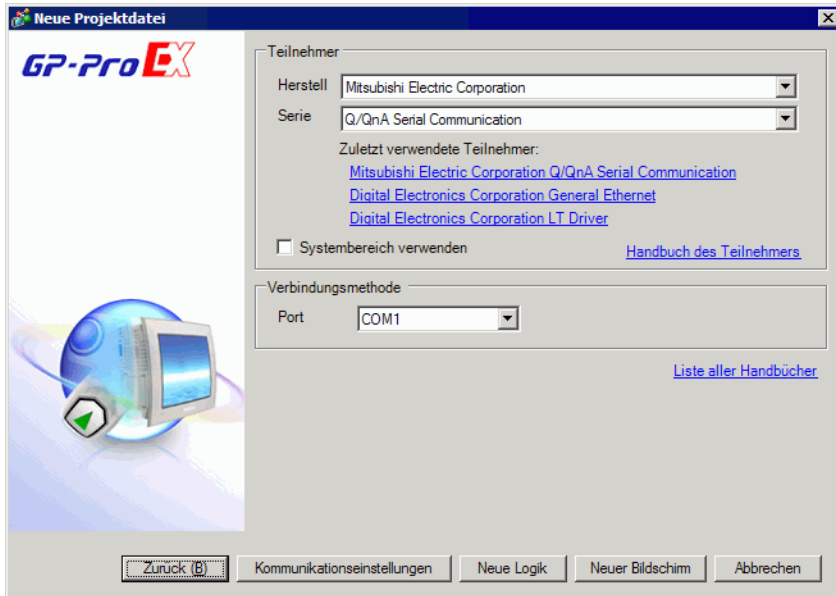 Neue Projektdatei
GP-Pro EX
Teilnehmer
Herstell Mitsubishi Electric Corporation
Serie Q/QnA Serial Communication
Zuletzt verwendete Teilnehmer:
Mitsubishi Electric Corporation Q/QnA Serial Communication
Digital Electronics Corporation General Ethernet
Digital Electronics Corporation LT Driver
Systembereich verwenden Handbuch des Teilnehmers
Verbindungsmethode
Port COM1
Liste aller Handbücher
Zurück (B) Kommunikationseinstellungen Neue Logik Neuer Bildschirm Abbrechen